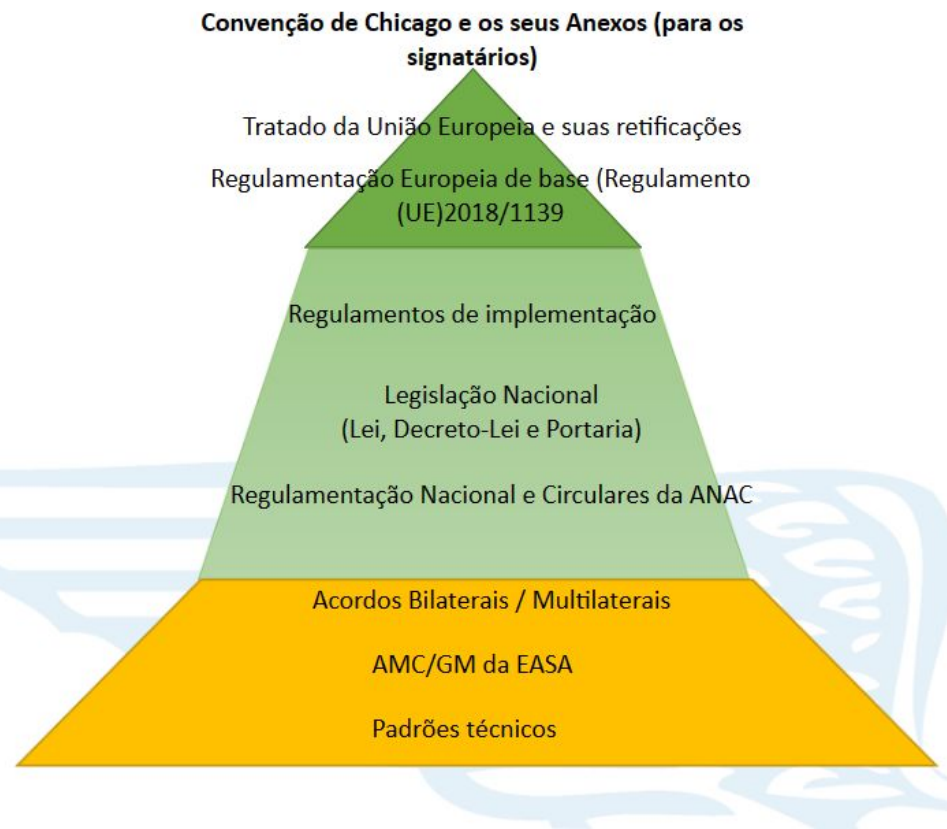 Convenção de Chicago e os seus Anexos (para os
signatários)
Tratado da União Europeia e suas retificações
Regulamentação Europeia de base (Regulamento
(UE)2018/1139
Regulamentos de implementação
Legislação Nacional
(Lei, Decreto-Lei e Portaria)
Regulamentação Nacional e Circulares da ANAC
Acordos Bilaterais / Multilaterais
AMC/GM da EASA
Padrões técnicos